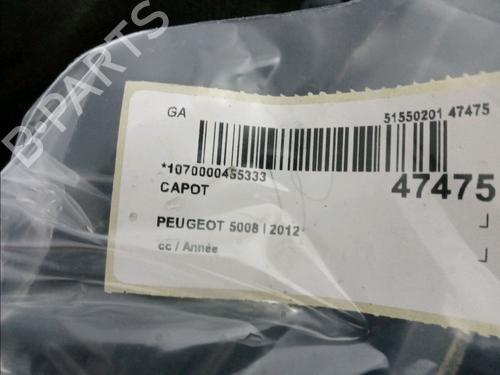 GA
51550201 47475
*1070000455333
47475
CAPOT
PEUGEOT 5008 I 2012
cc / Année
B-PARTS